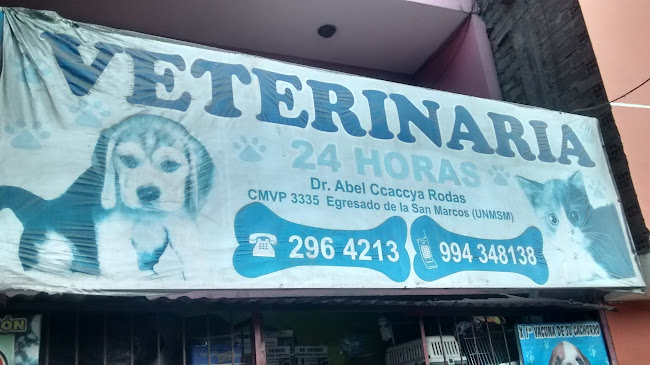 VETERINARIA
24 HORAS
Dr. Abel Ccaccya Rodas
CMVP 3335 Egresado de la San Marcos (UNMSM)
296 4213
994 348138
VACUNA DE SU CACHORRO